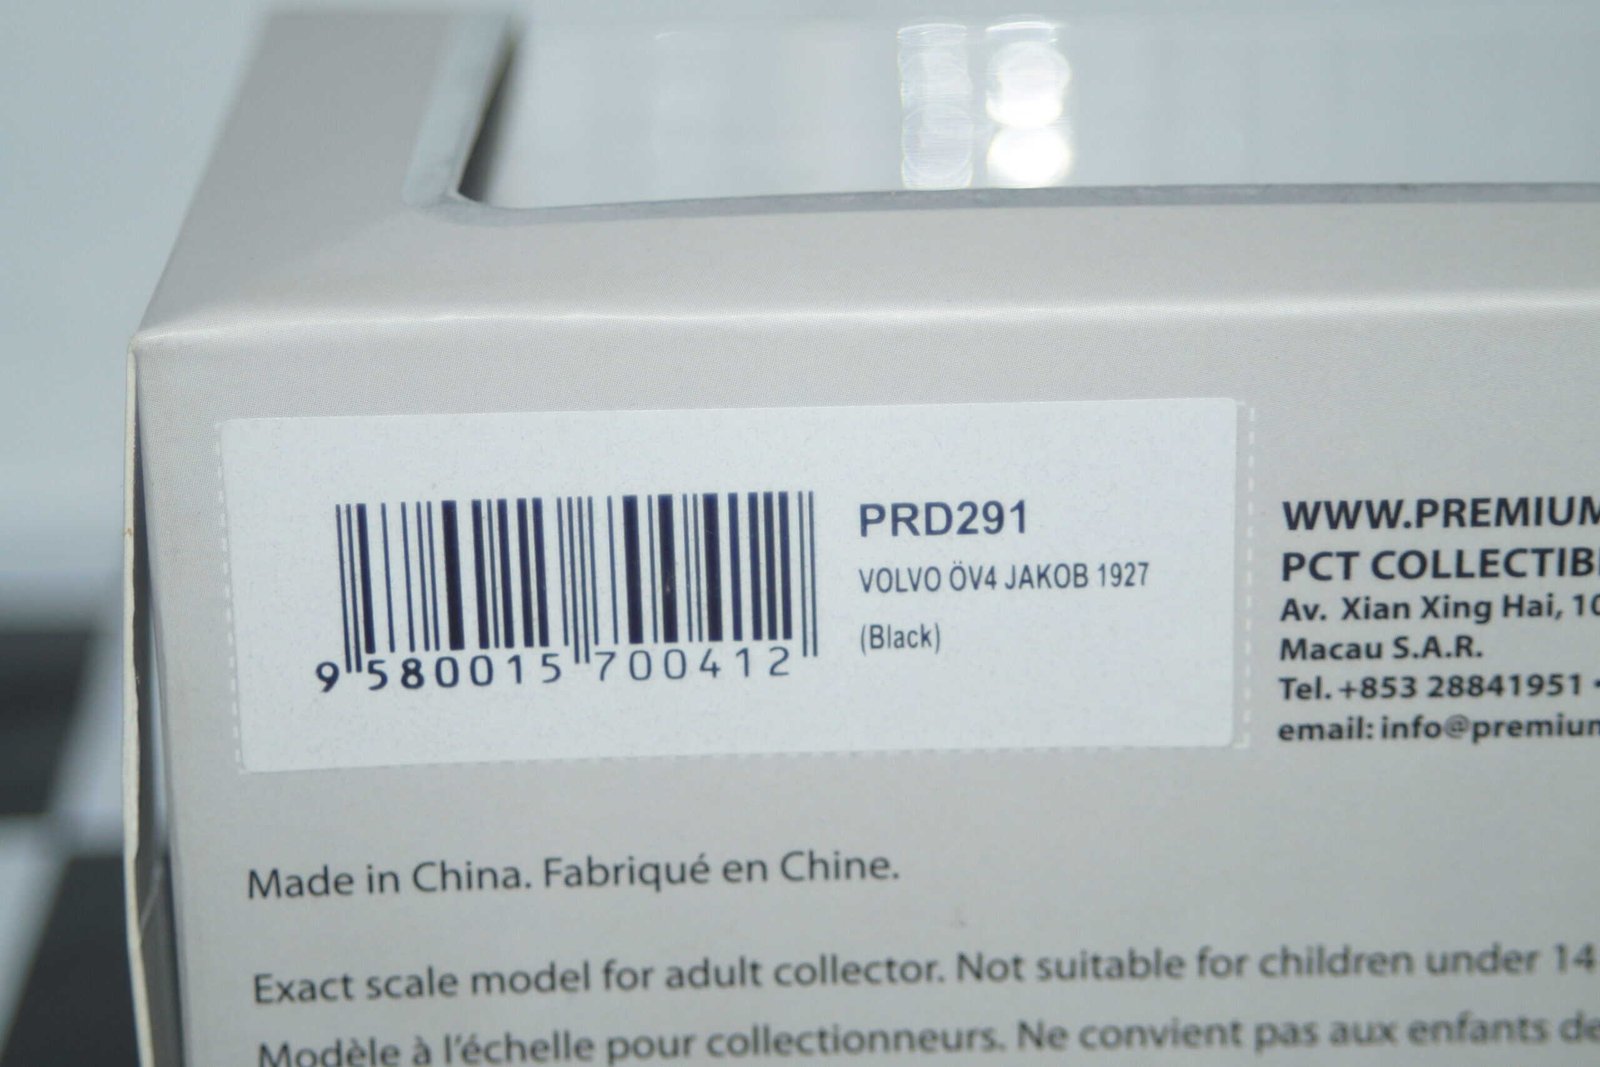 PRD291
VOLVO ÖV4 JAKOB 1927
(Black)
9 580015 700412
WWW.PREMIUM
PCT COLLECTIB
Av. Xian Xing Hai, 10
Macau S.A.R.
Tel. +853 28841951 •
email: info@premium
Made in China. Fabriqué en Chine.
Exact scale model for adult collector. Not suitable for children under 14
Modèle à l'échelle pour collectionneurs. Ne convient pas aux enfants de